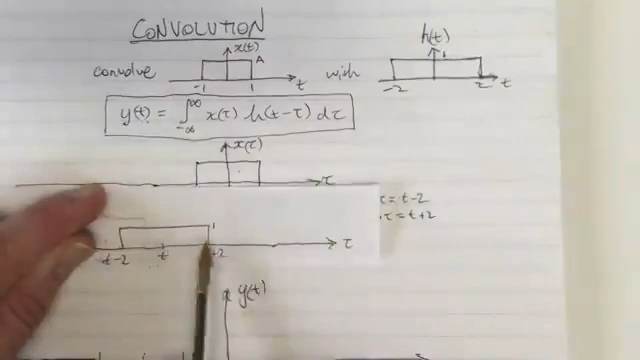 CONVOLUTION
convolve x(t) A -1 1 t with h(t) 1 -2 2 t
y(t) = ∫_{-∞}^{∞} x(τ) h(t-τ) dτ
x(τ)
τ
τ = t-2
τ = t+2
1
t-2 t +2 τ
y(t)